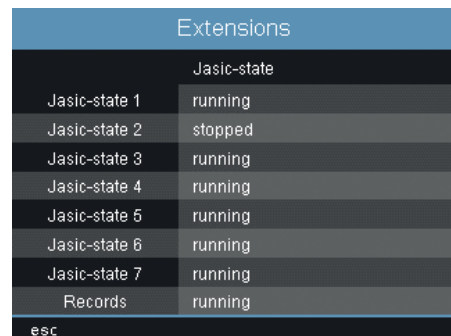 Extensions
Jasic-state
Jasic-state 1 running
Jasic-state 2 stopped
Jasic-state 3 running
Jasic-state 4 running
Jasic-state 5 running
Jasic-state 6 running
Jasic-state 7 running
Records running
esc